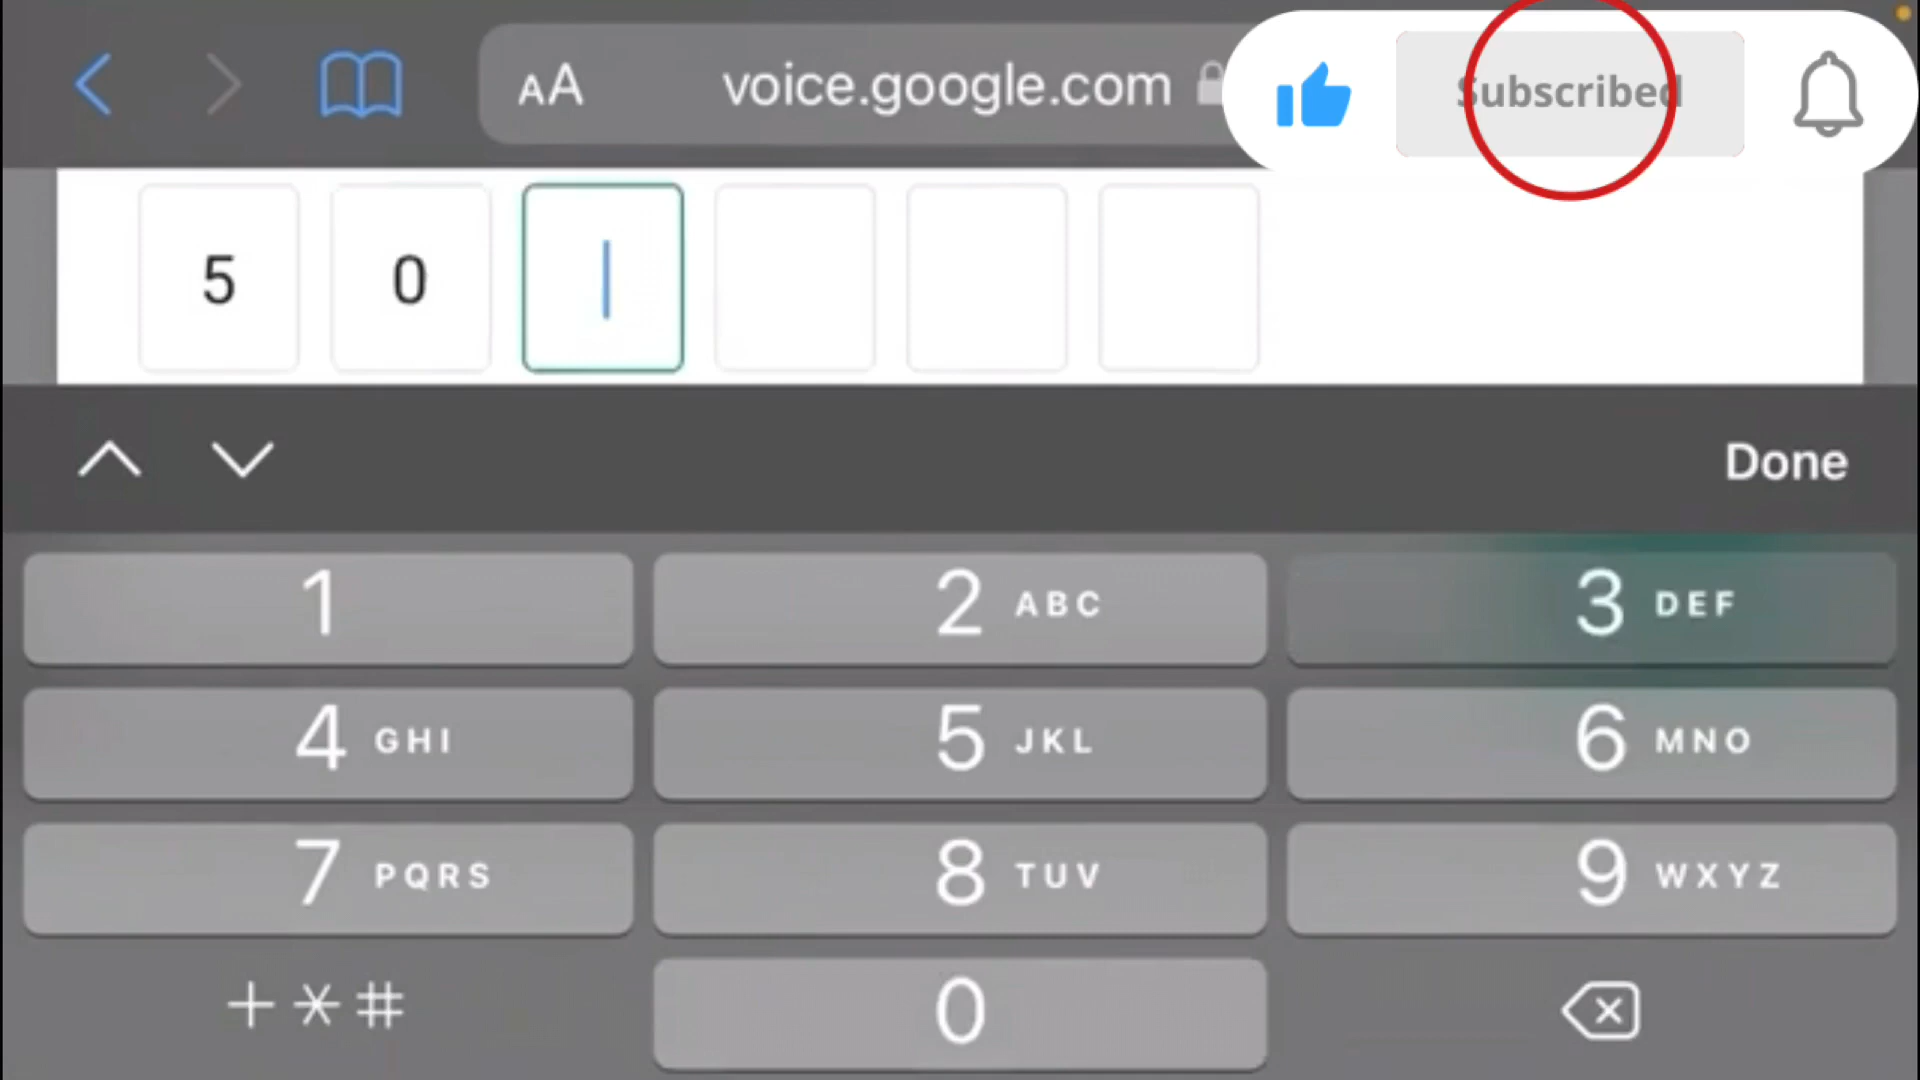 AA voice.google.com Subscribed
5 0
Done
1 2 ABC 3 DEF
4 GHI 5 JKL 6 MNO
7 PQRS 8 TUV 9 WXYZ
+*# 0